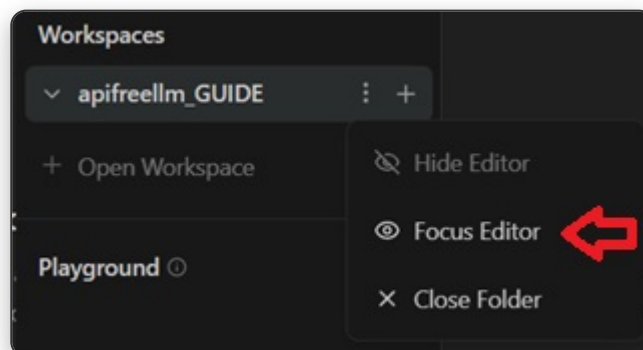 Workspaces
apifreellm_GUIDE
Open Workspace
Hide Editor
Focus Editor
Playground
Close Folder